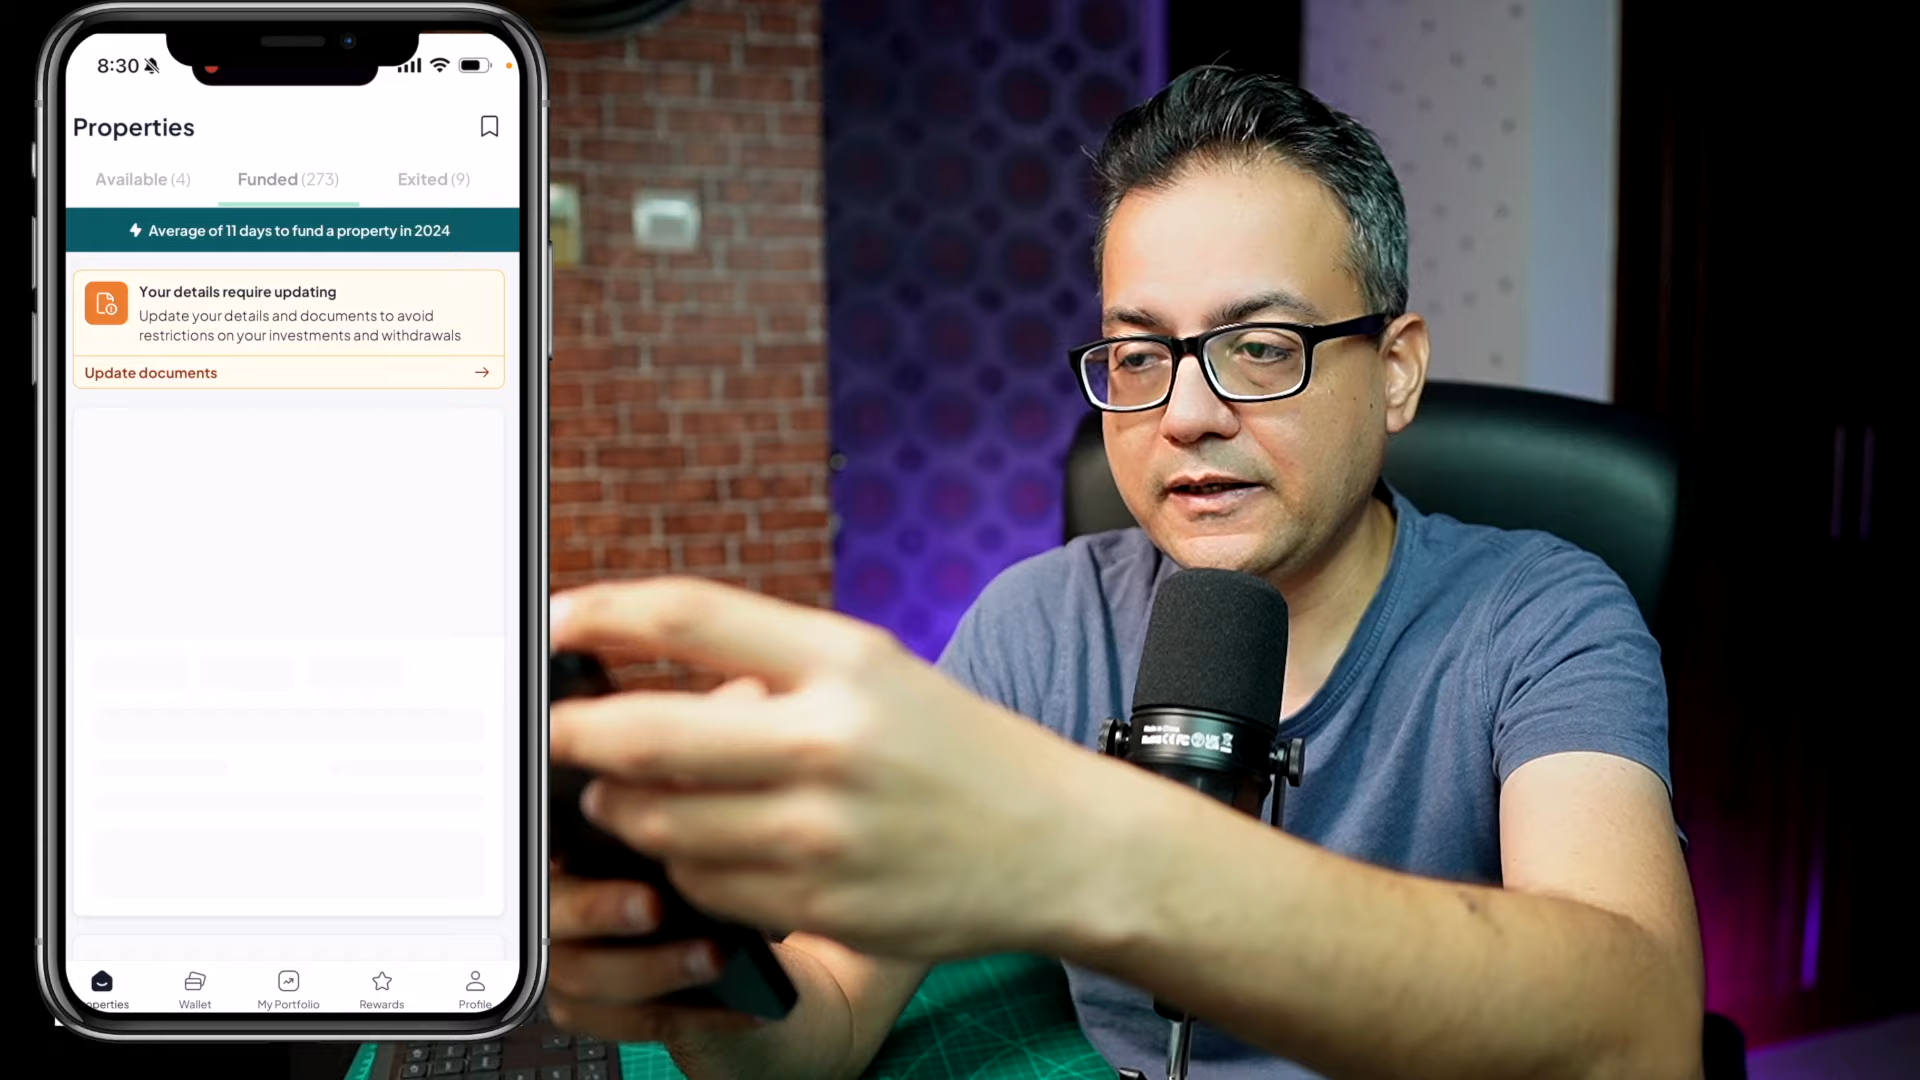 8:30
Properties
Available (4)
Funded (273)
Exited (9)
Average of 11 days to fund a property in 2024
Your details require updating
Update your details and documents to avoid
restrictions on your investments and withdrawals
Update documents
operties
Wallet
My Portfolio
Rewards
Profile